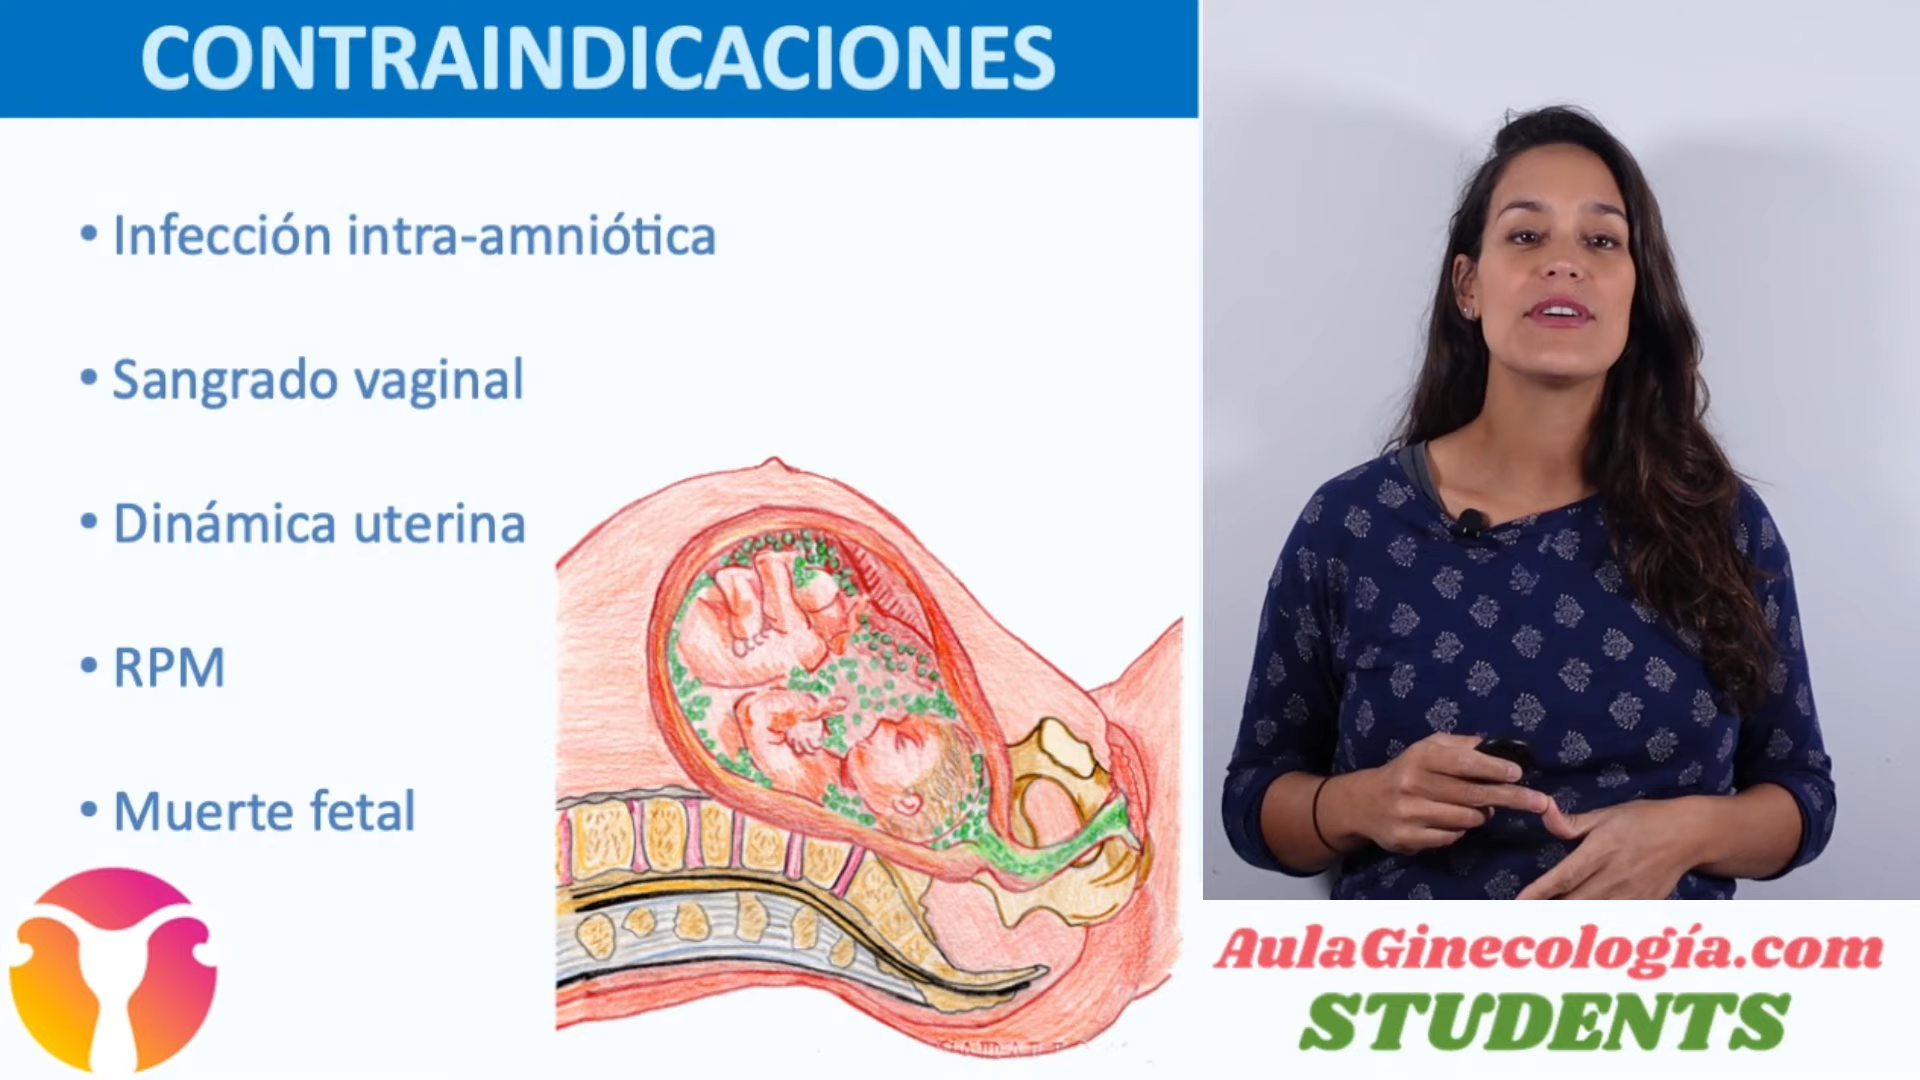 CONTRAINDICACIONES
• Infección intra-amniótica
• Sangrado vaginal
• Dinámica uterina
• RPM
• Muerte fetal
AulaGinecología.com
STUDENTS